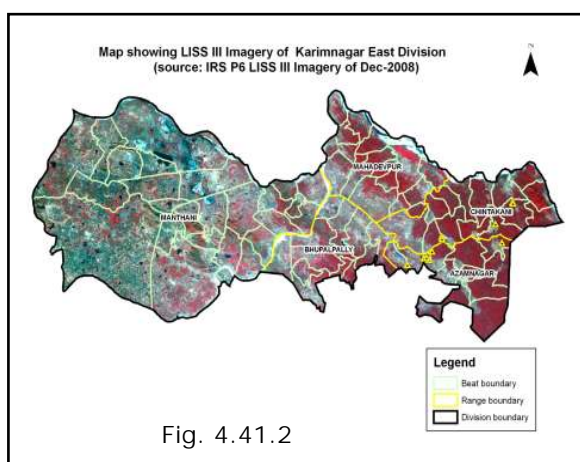 Map showing LISS III Imagery of Karimnagar East Division
(source: IRS P6 LISS III Imagery of Dec-2008)
N
MAHADEVPUR
CHINTAKANI
MANTHANI
BHUPALPALLY
AZAMNAGAR
Legend
Beat boundary
Range boundary
Division boundary
Fig. 4.41.2